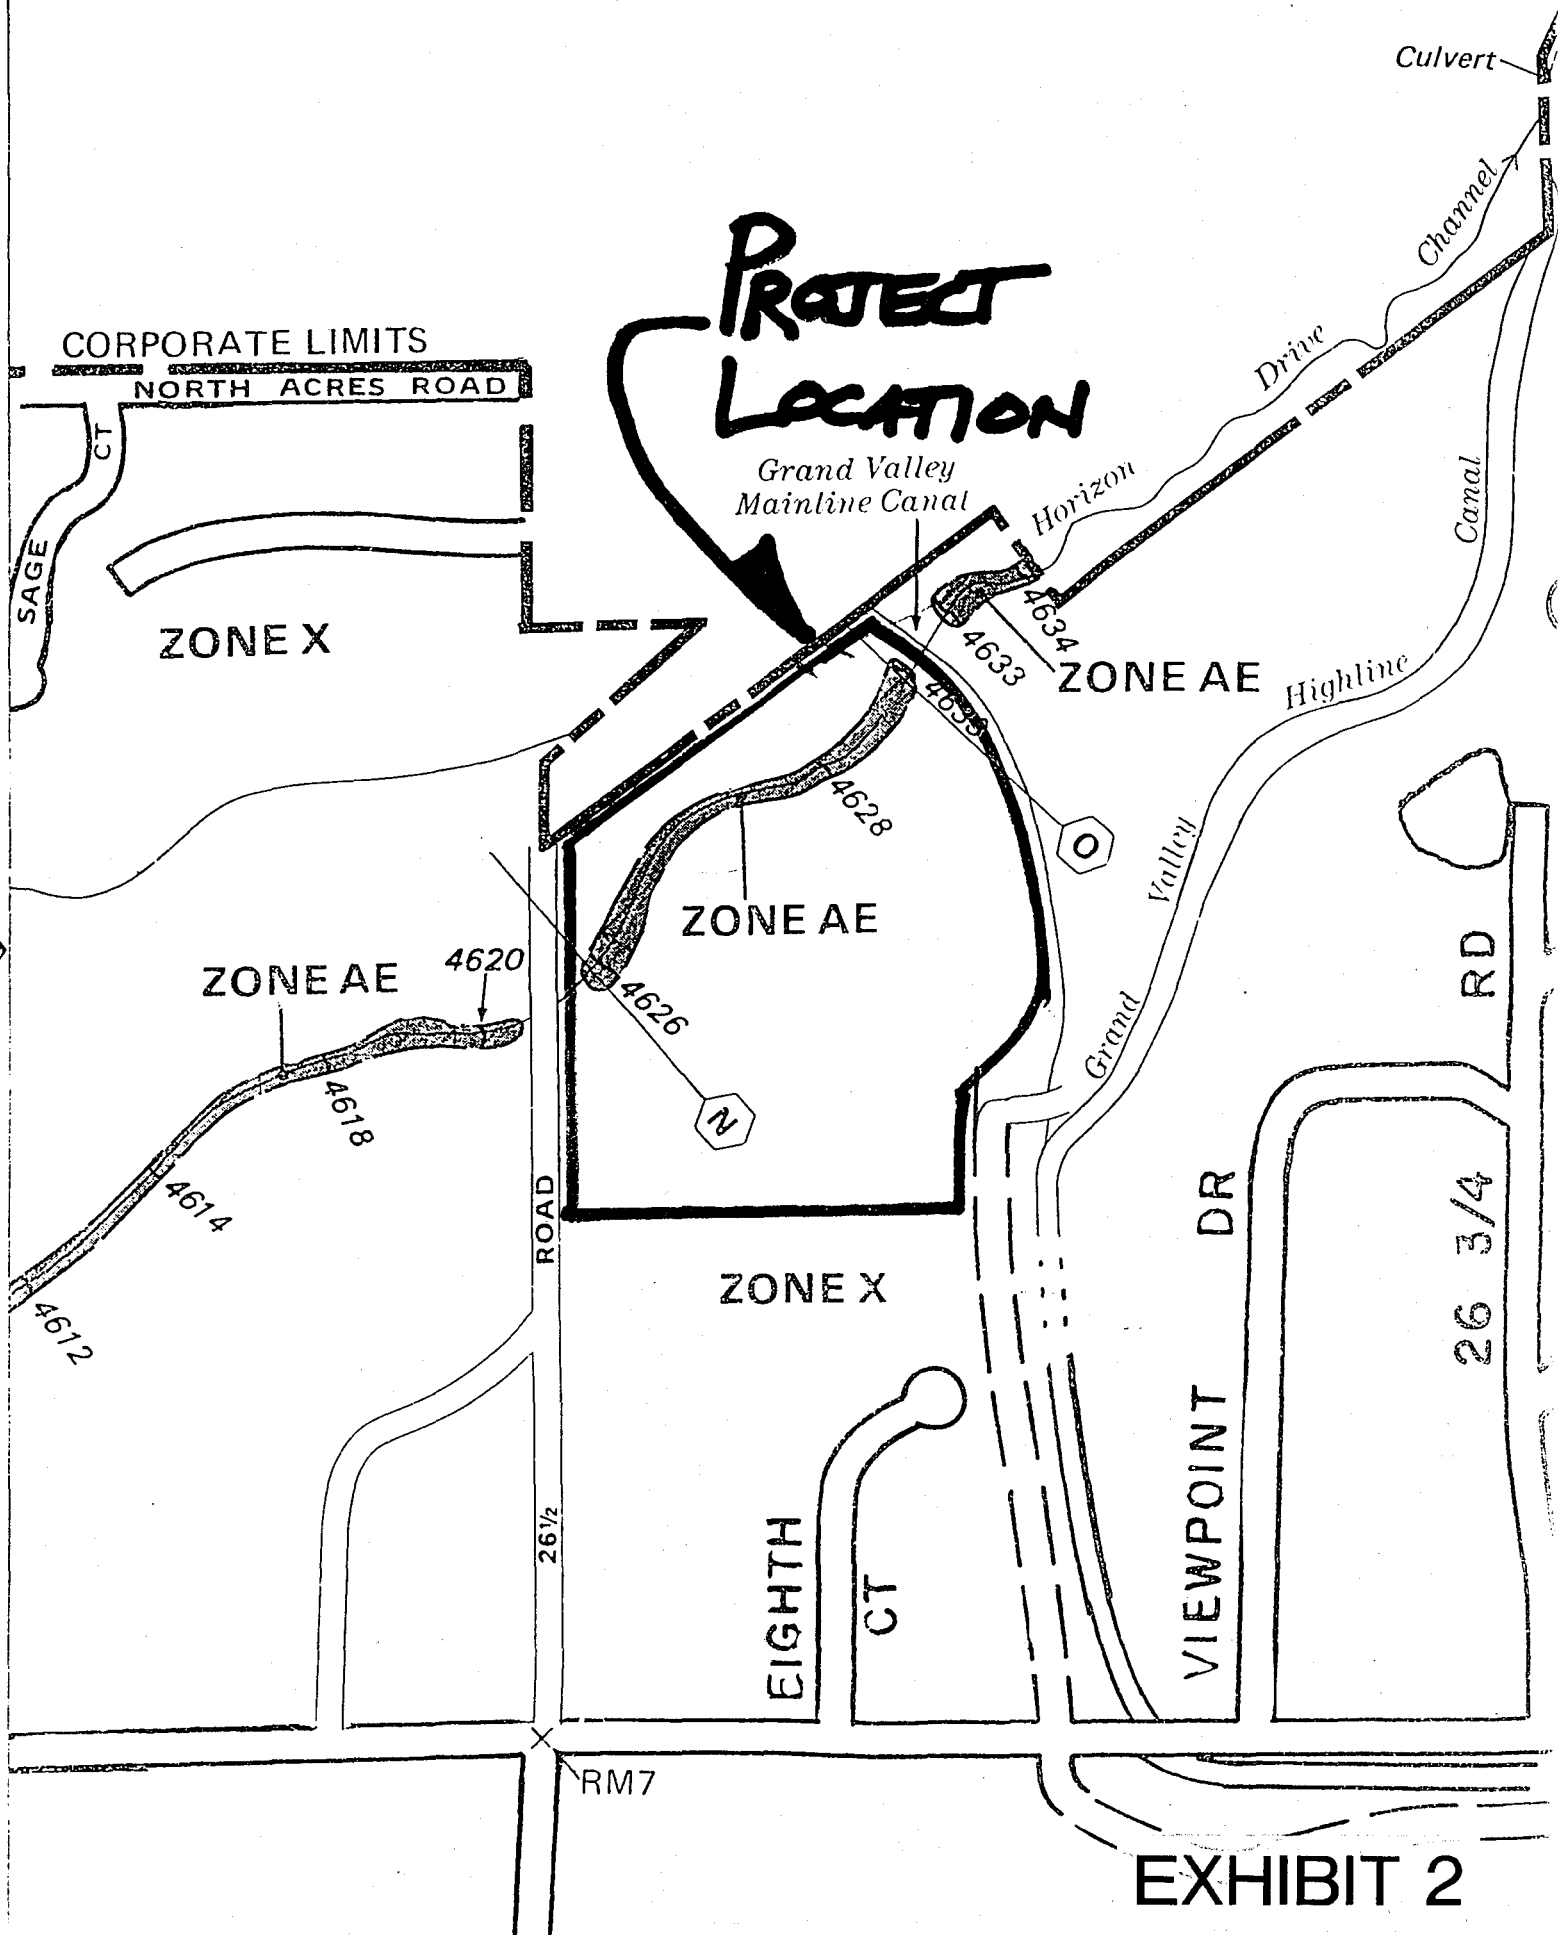 Culvert
PROJECT
LOCATION
Channel
Drive
Horizon
CORPORATE LIMITS
NORTH ACRES ROAD
CT
SAGE
Grand Valley
Mainline Canal
Canal
ZONE X
4634
4633
ZONE AE
4633
Highline
4628
O
Valley
ZONE AE
RD
ZONE AE
4620
4626
Grand
4618
N
4614
ROAD
DR
26 3/4
ZONE X
4612
26½
EIGHTH
CT
VIEWPOINT
RM7
EXHIBIT 2